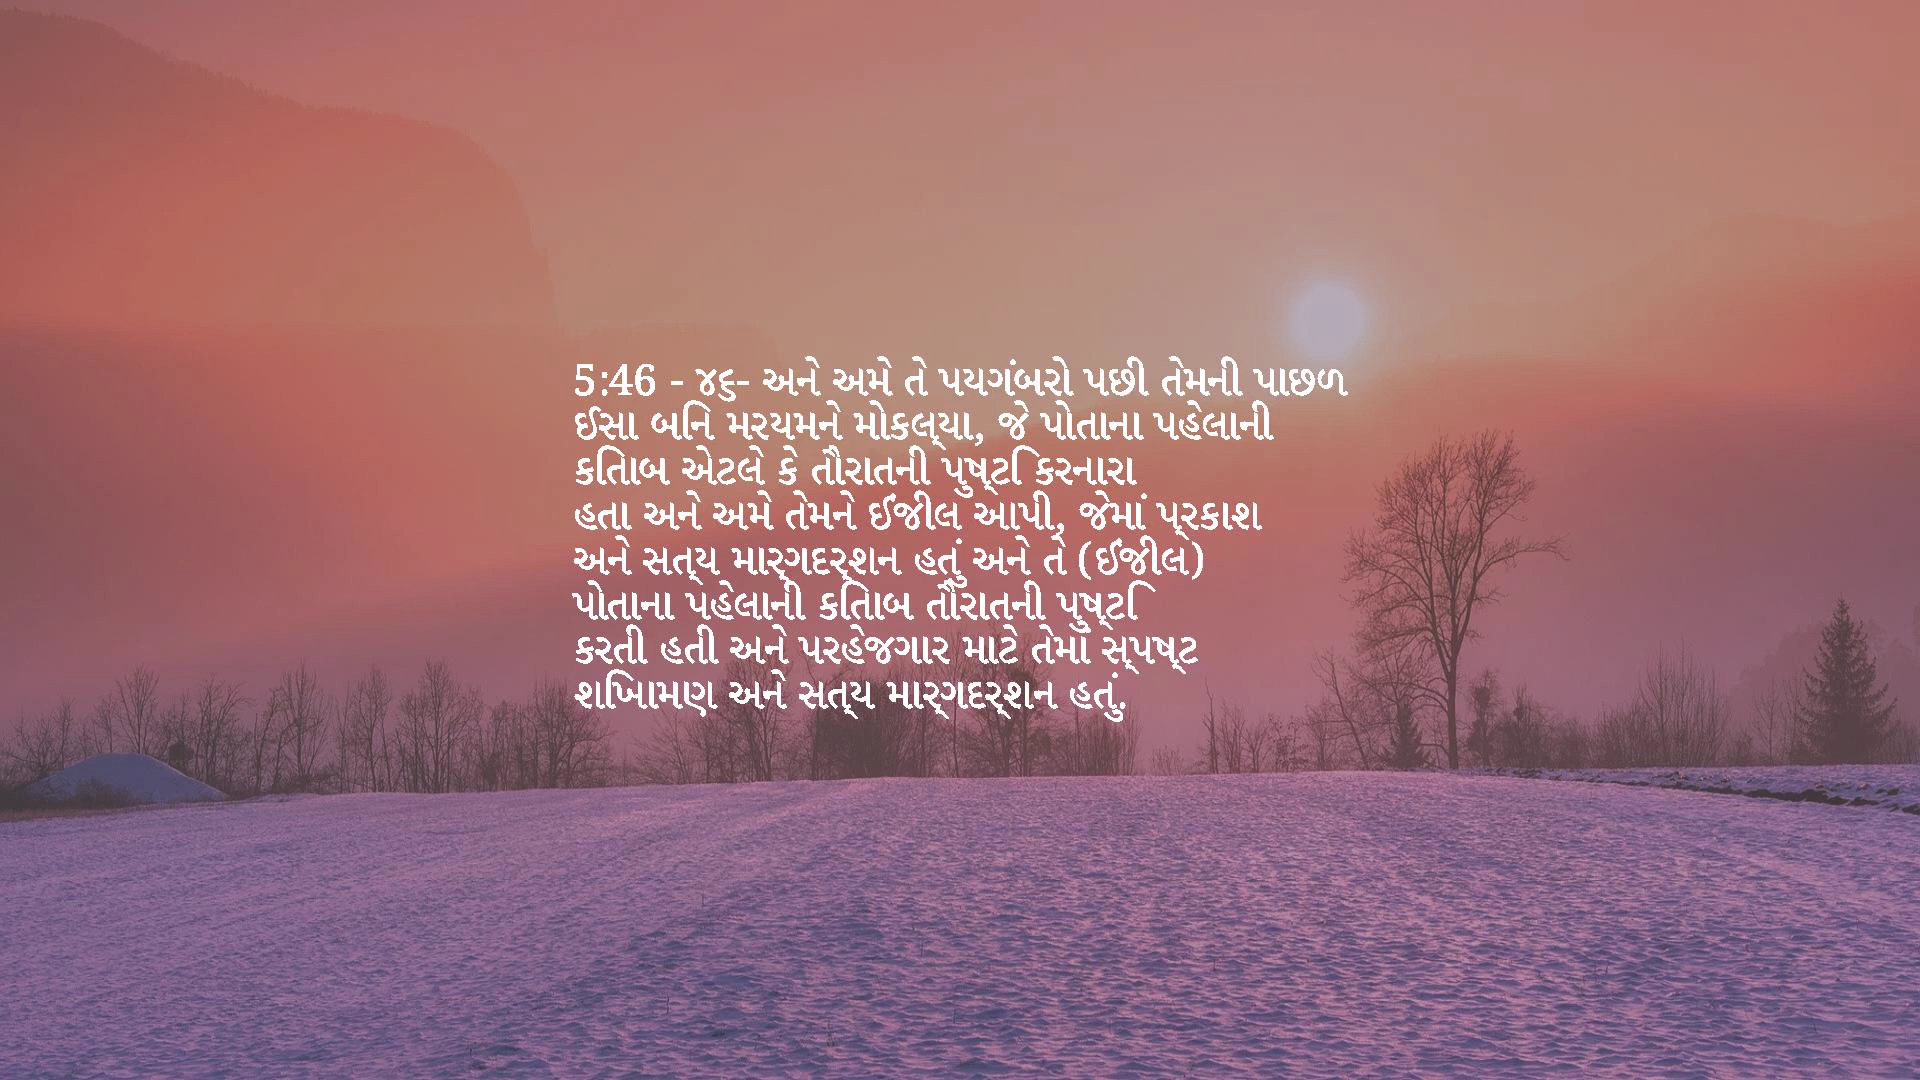 5:46 - ૪૬- અને અમે તે પયગંબરો પછી તેમની પાછળ
ઈસા બિન મરયમને મોકલ્યા, જે પોતાના પહેલાની
કિતાબ એટલે કે તૌરાતની પુષ્ટિ કરનારા
હતા અને અમે તેમને ઈંજીલ આપી, જેમાં પ્રકાશ
અને સત્ય માર્ગદર્શન હતું અને તે (ઈંજીલ)
પોતાના પહેલાની કિતાબ તૌરાતની પુષ્ટિ
કરતી હતી અને પરહેજગાર માટે તેમાં સ્પષ્ટ
શિખામણ અને સત્ય માર્ગદર્શન હતું.